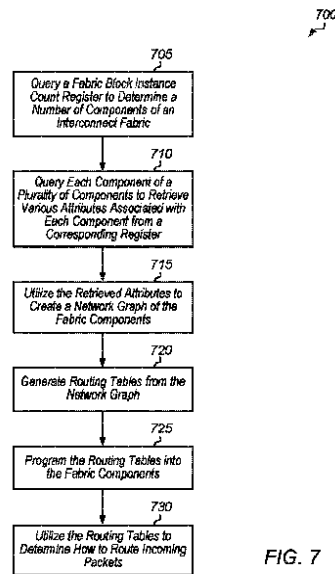 700
705
Query a Fabric Block Instance
Count Register to Determine a
Number of Components of an
Interconnect Fabric
710
Query Each Component of a
Plurality of Components to Retrieve
Various Attributes Associated with
Each Component from a
Corresponding Register
715
Utilize the Retrieved Attributes to
Create a Network Graph of the
Fabric Components
720
Generate Routing Tables from the
Network Graph
725
Program the Routing Tables into
the Fabric Components
730
Utilize the Routing Tables to
Determine How to Route Incoming
Packets
FIG. 7